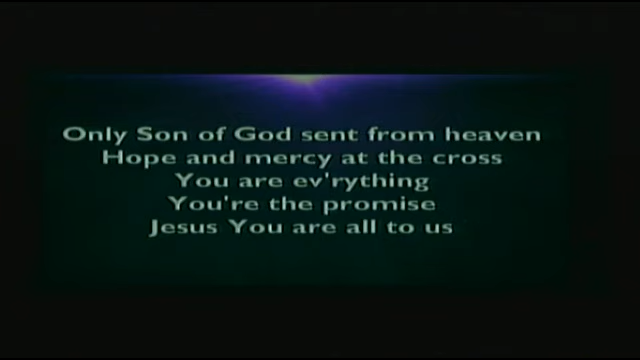 Only Son of God sent from heaven
Hope and mercy at the cross
You are ev'rything
You're the promise
Jesus You are all to us